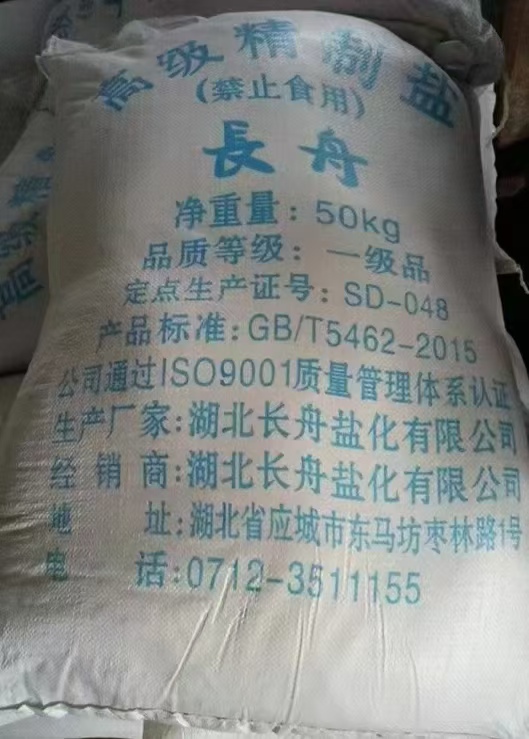 高级精制盐
(禁止食用)
長舟
净重量: 50kg
品质等级: 一级品
定点生产证号: SD-048
产品标准: GB/T5462-2015
公司通过ISO9001质量管理体系认证
生产厂家: 湖北长舟盐化有限公司
经销商: 湖北长舟盐化有限公司
地址: 湖北省应城市东马坊枣林路1号
电话: 0712-3511155
高级精